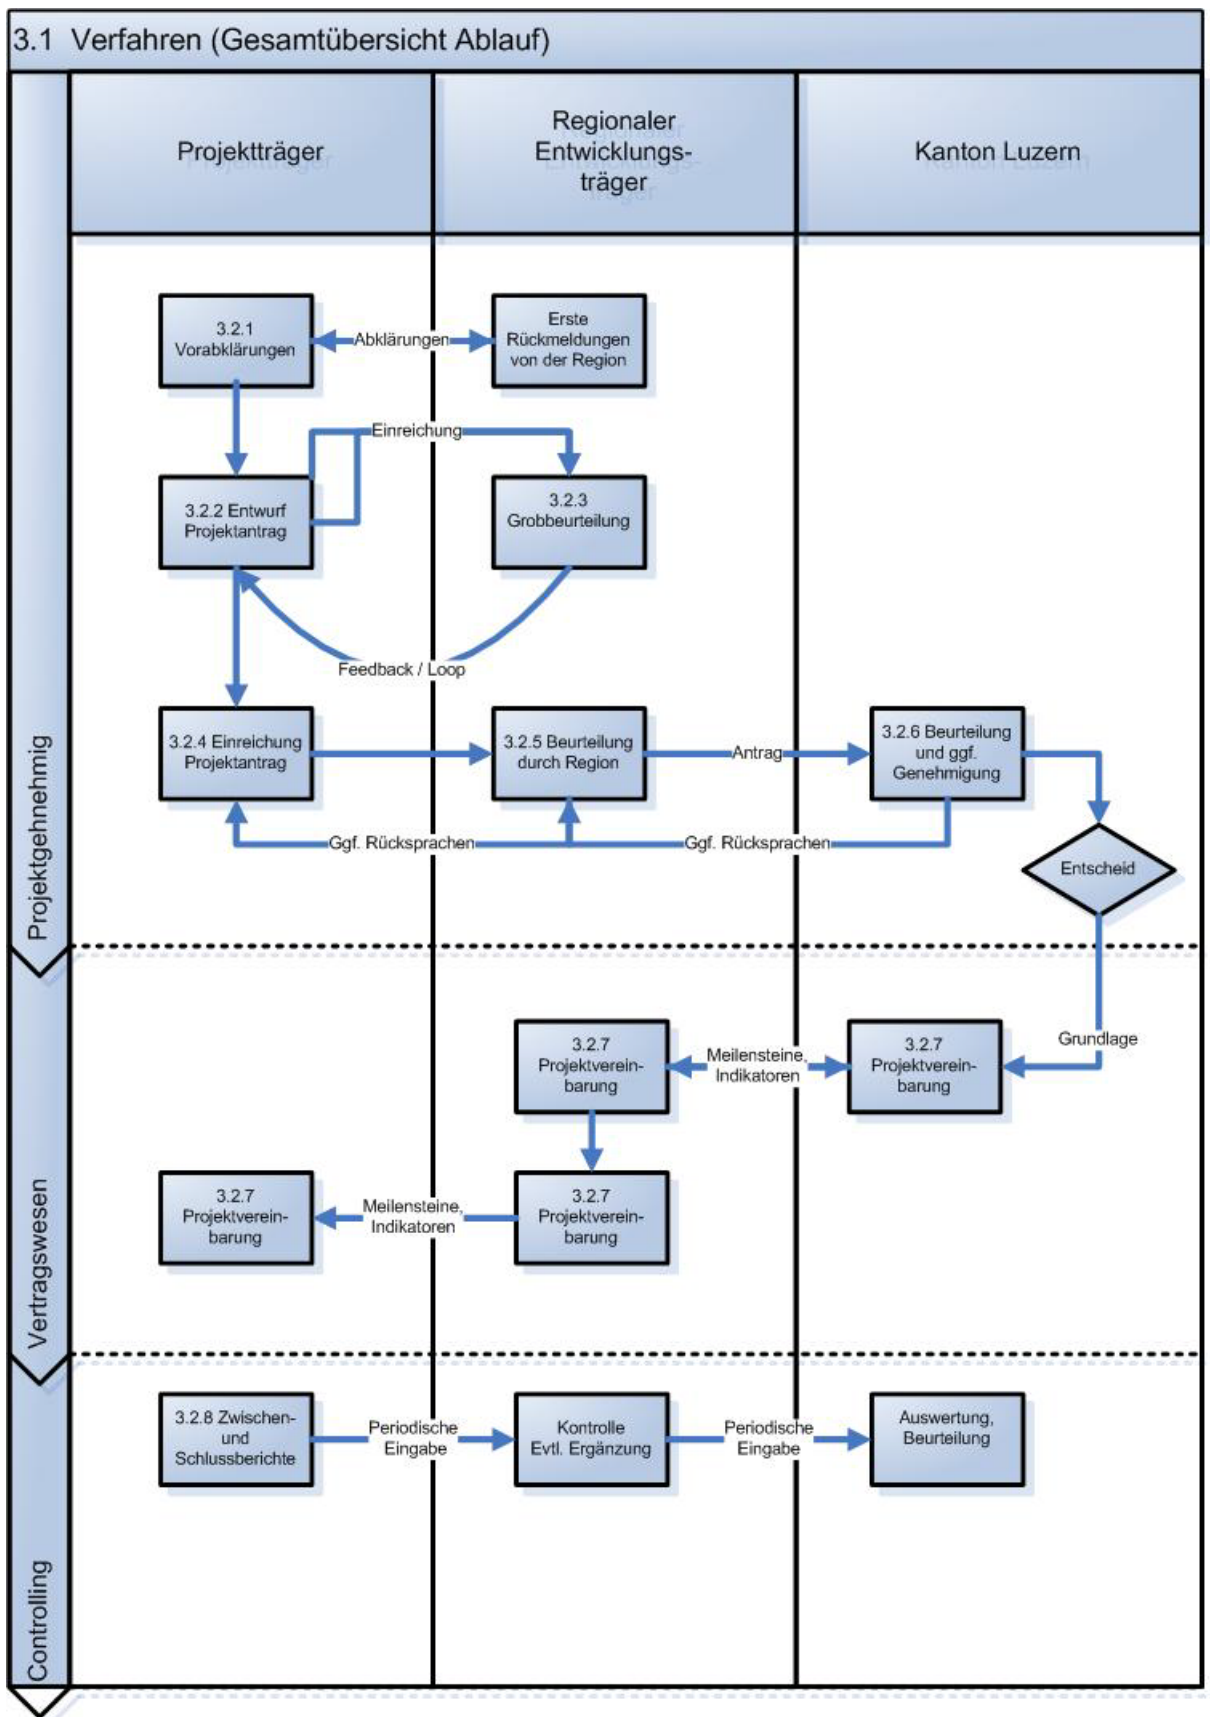 3.1 Verfahren (Gesamtübersicht Ablauf)
Projektträger
Regionaler
Entwicklungs-
träger
Kanton Luzern
Projektgehnehmig
3.2.1
Vorabklärungen
Abklärungen
Erste
Rückmeldungen
von der Region
Einreichung
3.2.2 Entwurf
Projektantrag
3.2.3
Grobbeurteilung
Feedback / Loop
3.2.4 Einreichung
Projektantrag
3.2.5 Beurteilung
durch Region
Antrag
3.2.6 Beurteilung
und ggf.
Genehmigung
Ggf. Rücksprachen
Ggf. Rücksprachen
Entscheid
Vertragswesen
Grundlage
3.2.7
Projektverein-
barung
Meilensteine,
Indikatoren
3.2.7
Projektverein-
barung
3.2.7
Projektverein-
barung
Meilensteine,
Indikatoren
3.2.7
Projektverein-
barung
Controlling
3.2.8 Zwischen-
und
Schlussberichte
Periodische
Eingabe
Kontrolle
Evtl. Ergänzung
Periodische
Eingabe
Auswertung,
Beurteilung